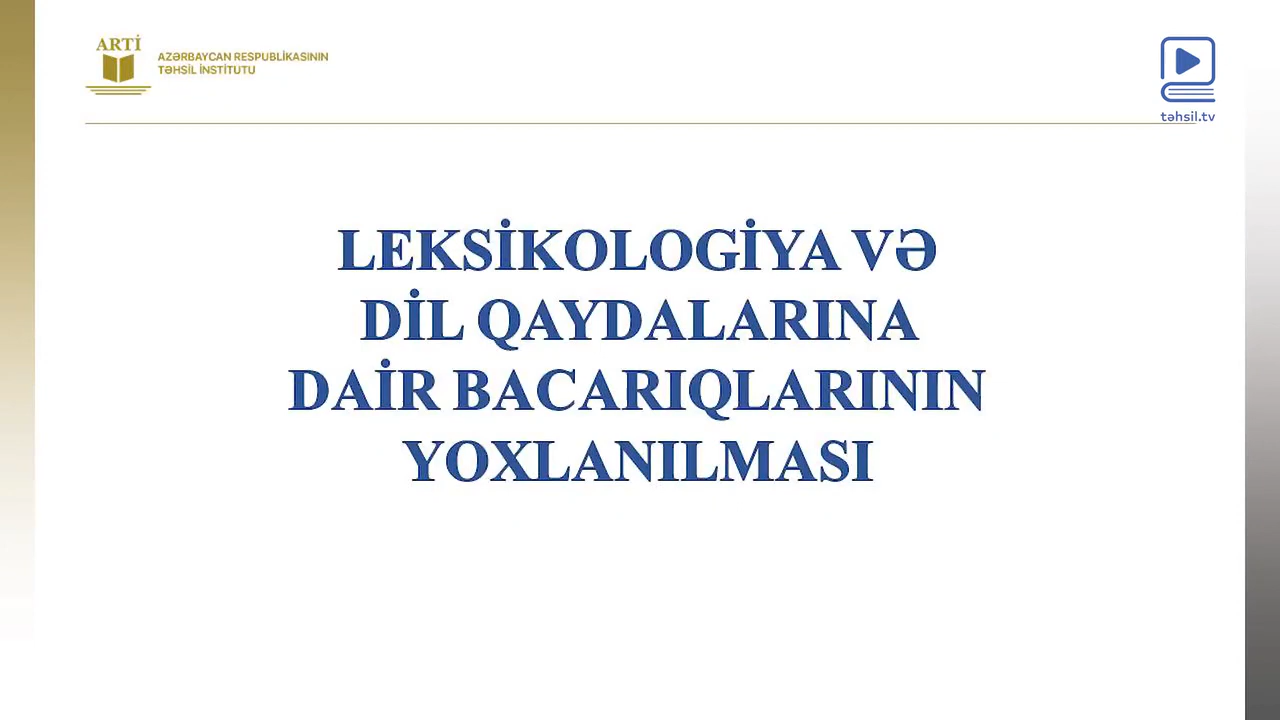 ARTİ
AZƏRBAYCAN RESPUBLİKASININ
TƏHSİL İNSTİTUTU
təhsil.tv
LEKSİKOLOGİYA VƏ
DİL QAYDALARINA
DAİR BACARIQLARININ
YOXLANILMASI